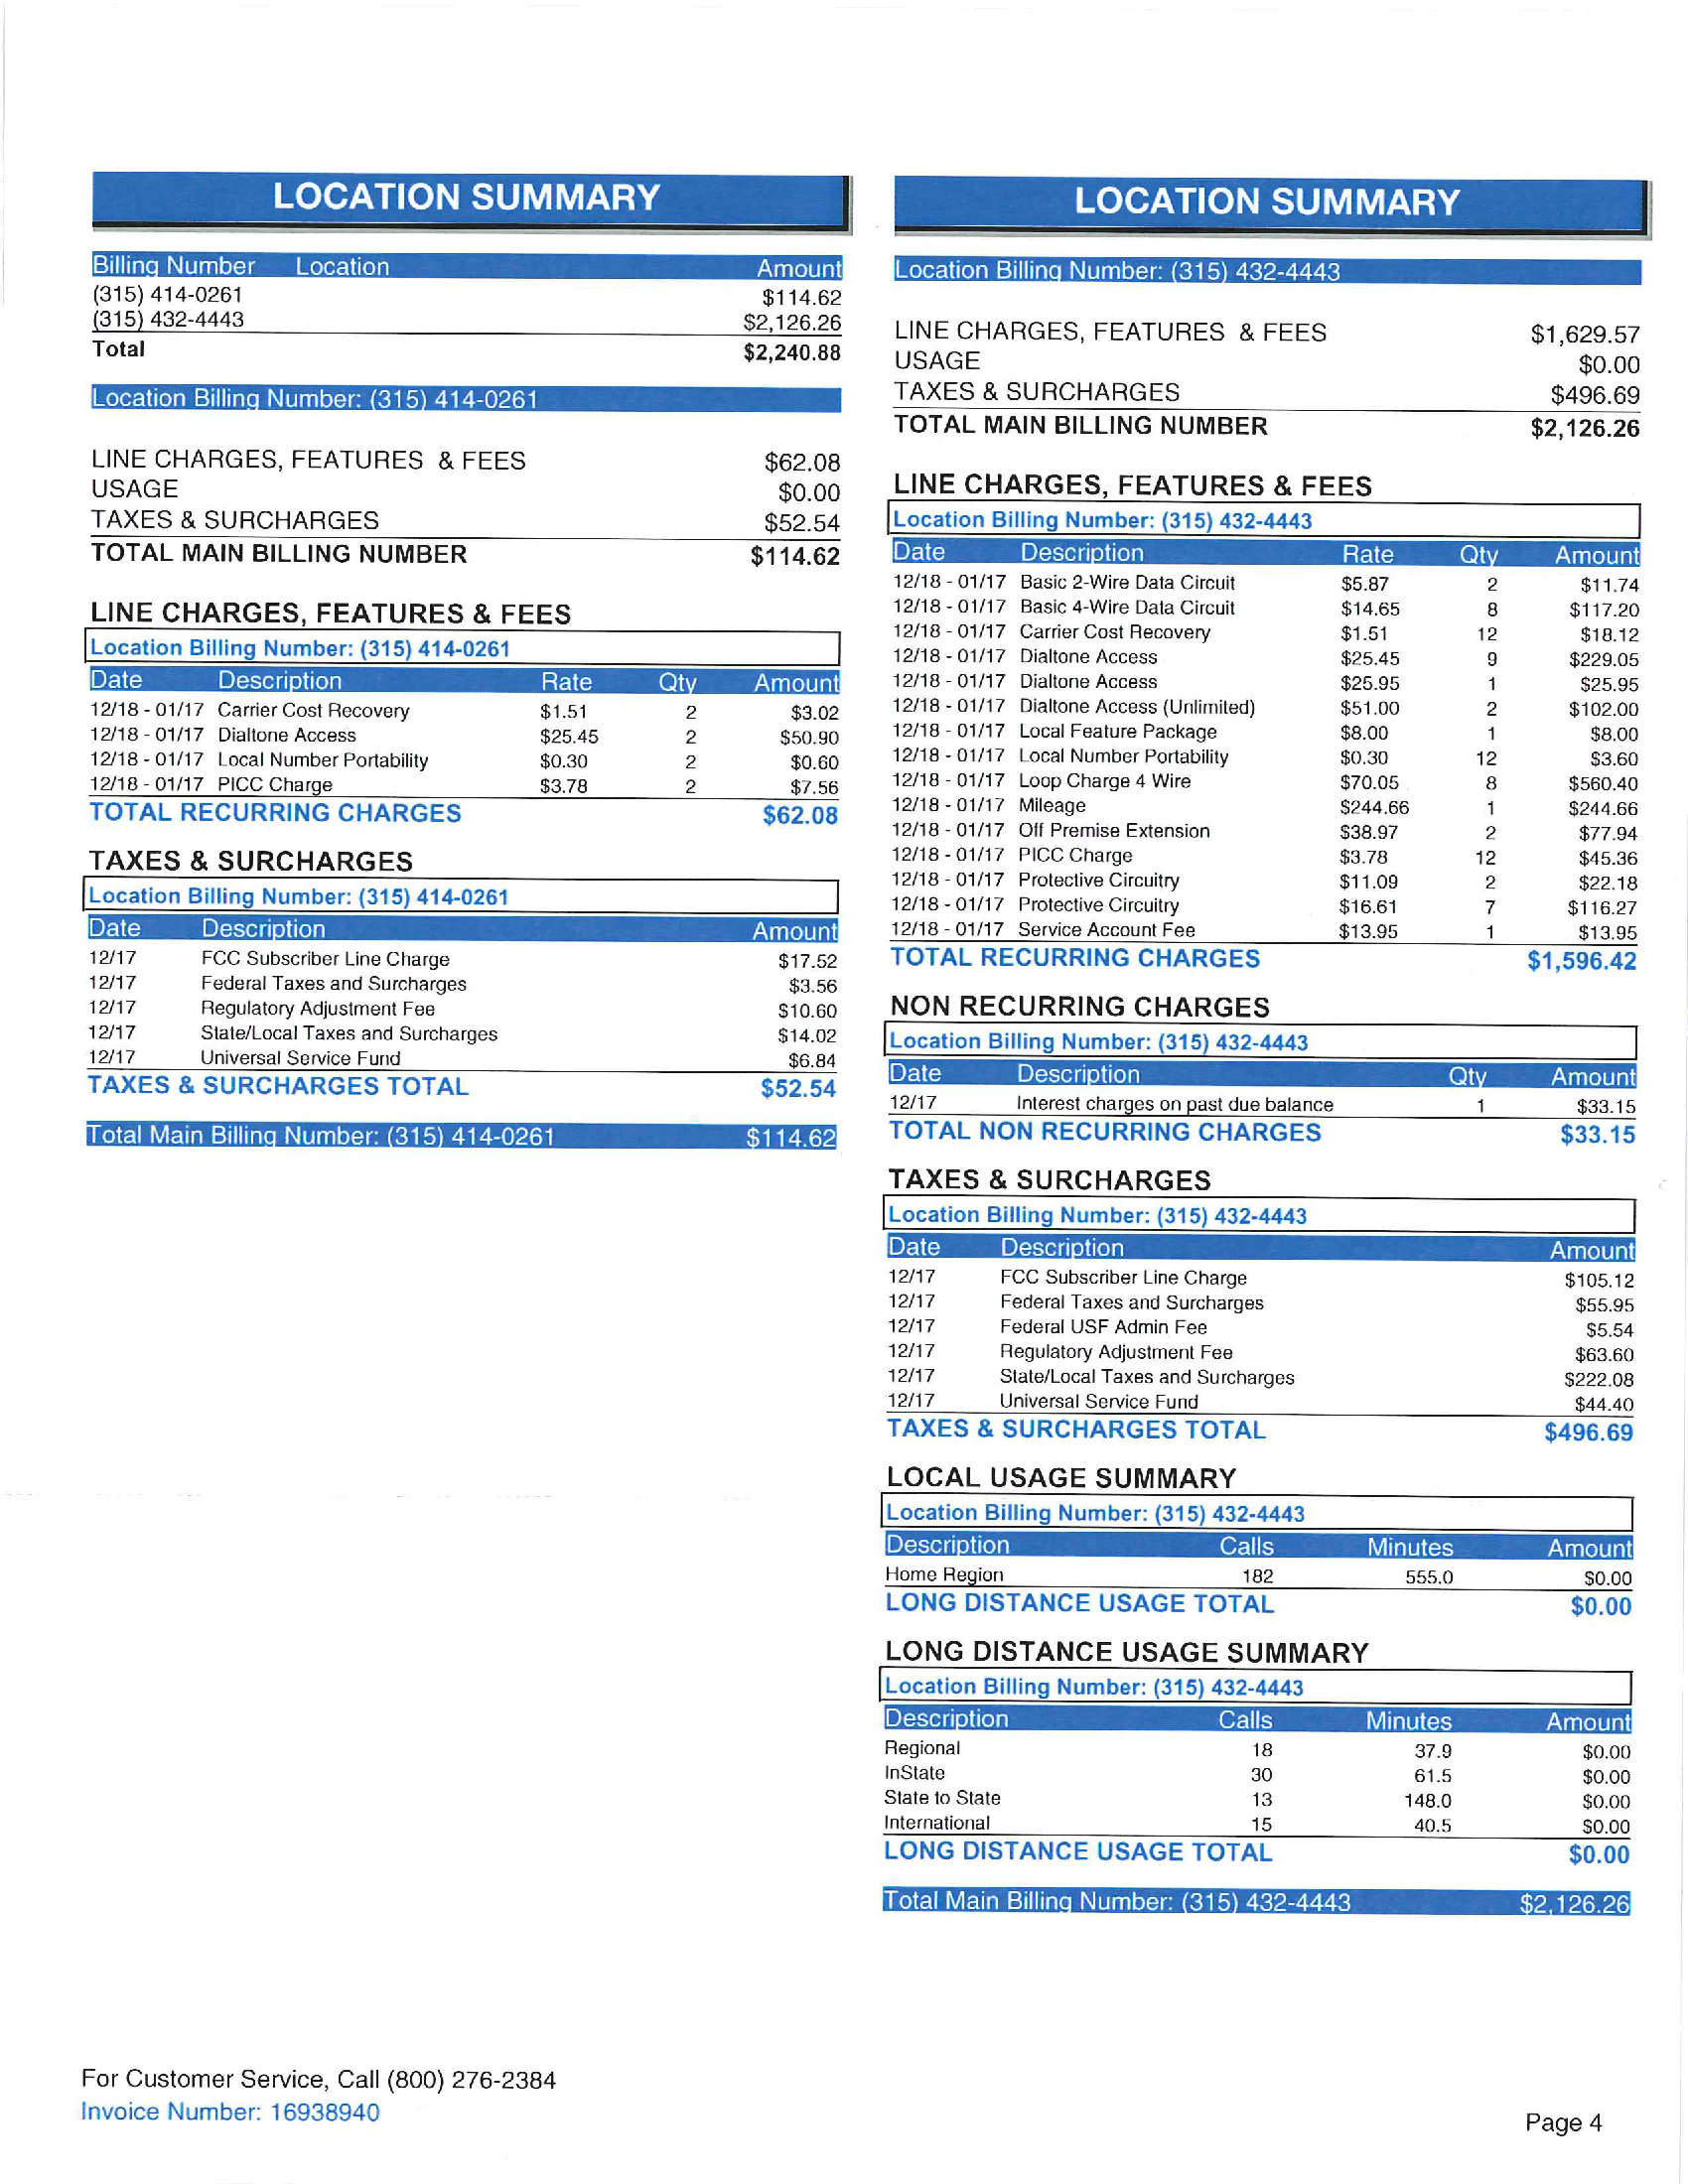 LOCATION SUMMARY
Billing Number Location Amount
(315) 414-0261 $114.62
(315) 432-4443 $2,126.26
Total $2,240.88
Location Billing Number: (315) 414-0261
LINE CHARGES, FEATURES & FEES $62.08
USAGE $0.00
TAXES & SURCHARGES $52.54
TOTAL MAIN BILLING NUMBER $114.62
LINE CHARGES, FEATURES & FEES
Location Billing Number: (315) 414-0261
Date Description Rate Qty Amount
12/18 - 01/17 Carrier Cost Recovery $1.51 2 $3.02
12/18 - 01/17 Dialtone Access $25.45 2 $50.90
12/18 - 01/17 Local Number Portability $0.30 2 $0.60
12/18 - 01/17 PICC Charge $3.78 2 $7.56
TOTAL RECURRING CHARGES $62.08
TAXES & SURCHARGES
Location Billing Number: (315) 414-0261
Date Description Amount
12/17 FCC Subscriber Line Charge $17.52
12/17 Federal Taxes and Surcharges $3.56
12/17 Regulatory Adjustment Fee $10.60
12/17 State/Local Taxes and Surcharges $14.02
12/17 Universal Service Fund $6.84
TAXES & SURCHARGES TOTAL $52.54
Total Main Billing Number: (315) 414-0261 $114.62
LOCATION SUMMARY
Location Billing Number: (315) 432-4443
LINE CHARGES, FEATURES & FEES $1,629.57
USAGE $0.00
TAXES & SURCHARGES $496.69
TOTAL MAIN BILLING NUMBER $2,126.26
LINE CHARGES, FEATURES & FEES
Location Billing Number: (315) 432-4443
Date Description Rate Qty Amount
12/18 - 01/17 Basic 2-Wire Data Circuit $5.87 2 $11.74
12/18 - 01/17 Basic 4-Wire Data Circuit $14.65 8 $117.20
12/18 - 01/17 Carrier Cost Recovery $1.51 12 $18.12
12/18 - 01/17 Dialtone Access $25.45 9 $229.05
12/18 - 01/17 Dialtone Access $25.95 1 $25.95
12/18 - 01/17 Dialtone Access (Unlimited) $51.00 2 $102.00
12/18 - 01/17 Local Feature Package $8.00 1 $8.00
12/18 - 01/17 Local Number Portability $0.30 12 $3.60
12/18 - 01/17 Loop Charge 4 Wire $70.05 8 $560.40
12/18 - 01/17 Mileage $244.66 1 $244.66
12/18 - 01/17 Off Premise Extension $38.97 2 $77.94
12/18 - 01/17 PICC Charge $3.78 12 $45.36
12/18 - 01/17 Protective Circuitry $11.09 2 $22.18
12/18 - 01/17 Protective Circuitry $16.61 7 $116.27
12/18 - 01/17 Service Account Fee $13.95 1 $13.95
TOTAL RECURRING CHARGES $1,596.42
NON RECURRING CHARGES
Location Billing Number: (315) 432-4443
Date Description Qty Amount
12/17 Interest charges on past due balance 1 $33.15
TOTAL NON RECURRING CHARGES $33.15
TAXES & SURCHARGES
Location Billing Number: (315) 432-4443
Date Description Amount
12/17 FCC Subscriber Line Charge $105.12
12/17 Federal Taxes and Surcharges $55.95
12/17 Federal USF Admin Fee $5.54
12/17 Regulatory Adjustment Fee $63.60
12/17 State/Local Taxes and Surcharges $222.08
12/17 Universal Service Fund $44.40
TAXES & SURCHARGES TOTAL $496.69
LOCAL USAGE SUMMARY
Location Billing Number: (315) 432-4443
Description Calls Minutes Amount
Home Region 182 555.0 $0.00
LONG DISTANCE USAGE TOTAL $0.00
LONG DISTANCE USAGE SUMMARY
Location Billing Number: (315) 432-4443
Description Calls Minutes Amount
Regional 18 37.9 $0.00
InState 30 61.5 $0.00
State to State 13 148.0 $0.00
International 15 40.5 $0.00
LONG DISTANCE USAGE TOTAL $0.00
Total Main Billing Number: (315) 432-4443 $2,126.26
For Customer Service, Call (800) 276-2384
Invoice Number: 16938940
Page 4